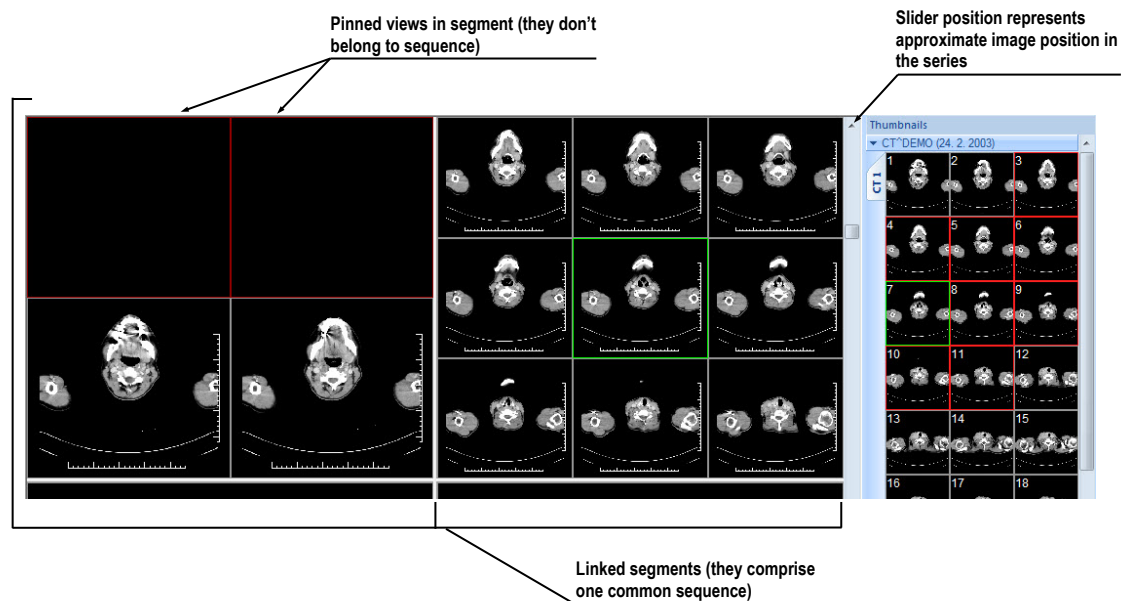 Pinned views in segment (they don’t
belong to sequence)
Slider position represents
approximate image position in
the series
Thumbnails
CT^DEMO (24. 2. 2003)
CT 1
1 2 3
4 5 6
7 8 9
10 11 12
13 14 15
16 17 18
Linked segments (they comprise
one common sequence)